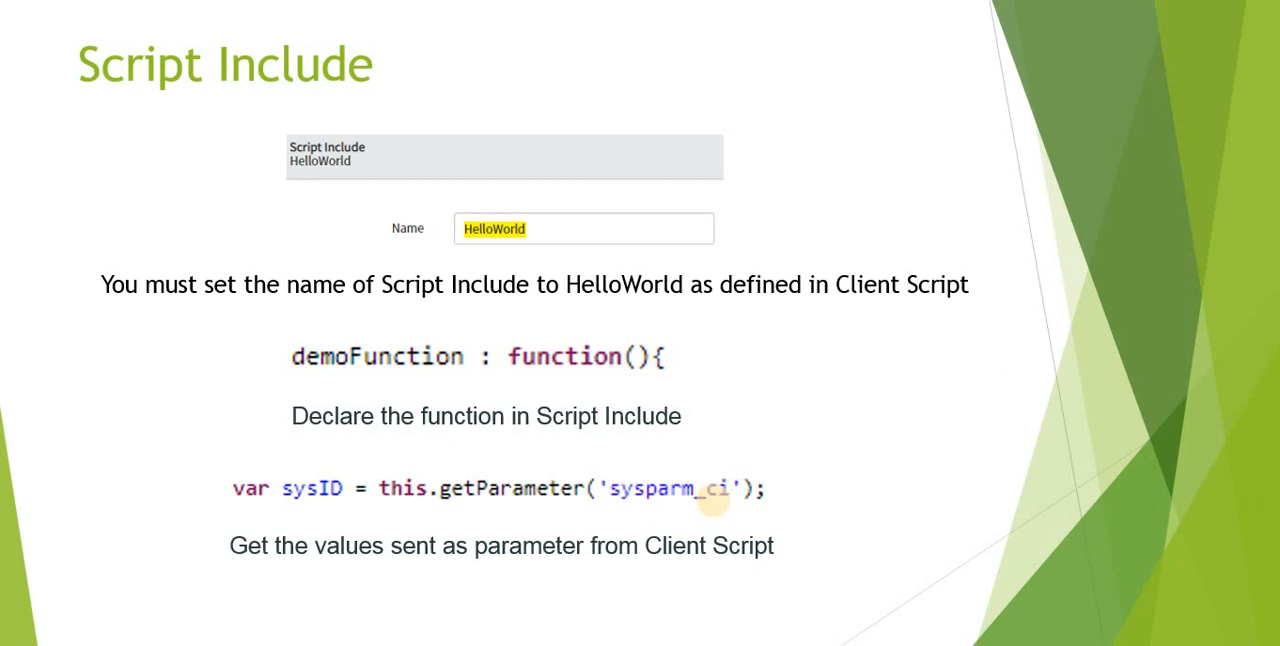 Script Include
Script Include
HelloWorld
Name HelloWorld
You must set the name of Script Include to HelloWorld as defined in Client Script
demoFunction : function(){
Declare the function in Script Include
var sysID = this.getParameter('sysparm_ci');
Get the values sent as parameter from Client Script